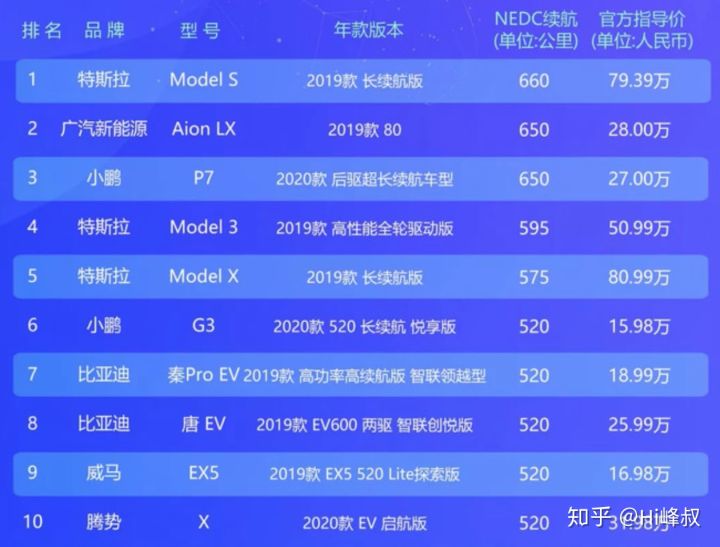 排名 品牌 型号 年款版本 NEDC续航 官方指导价
(单位:公里) (单位:人民币)
1 特斯拉 Model S 2019款 长续航版 660 79.39万
2 广汽新能源 Aion LX 2019款 80 650 28.00万
3 小鹏 P7 2020款 后驱超长续航车型 650 27.00万
4 特斯拉 Model 3 2019款 高性能全轮驱动版 595 50.99万
5 特斯拉 Model X 2019款 长续航版 575 80.99万
6 小鹏 G3 2020款 520 长续航 悦享版 520 15.98万
7 比亚迪 秦Pro EV 2019款 高功率高续航版 智联领越型 520 18.99万
8 比亚迪 唐 EV 2019款 EV600 两驱 智联创悦版 520 25.99万
9 威马 EX5 2019款 EX5 520 Lite探索版 520 16.98万
10 腾势 X 2020款 EV 启航版 520
知乎 @Hi峰叔